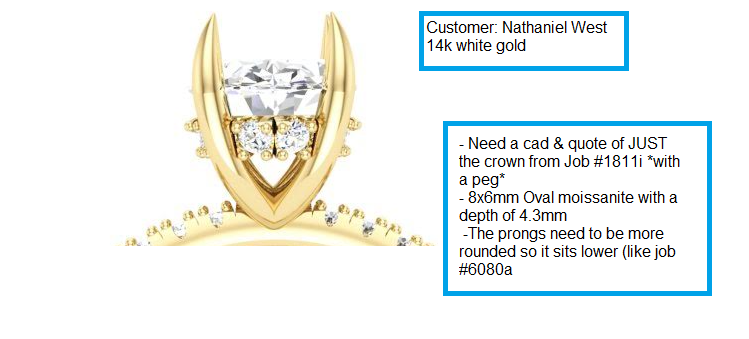 Customer: Nathaniel West
14k white gold
- Need a cad & quote of JUST
the crown from Job #1811i *with
a peg*
- 8x6mm Oval moissanite with a
depth of 4.3mm
-The prongs need to be more
rounded so it sits lower (like job
#6080a